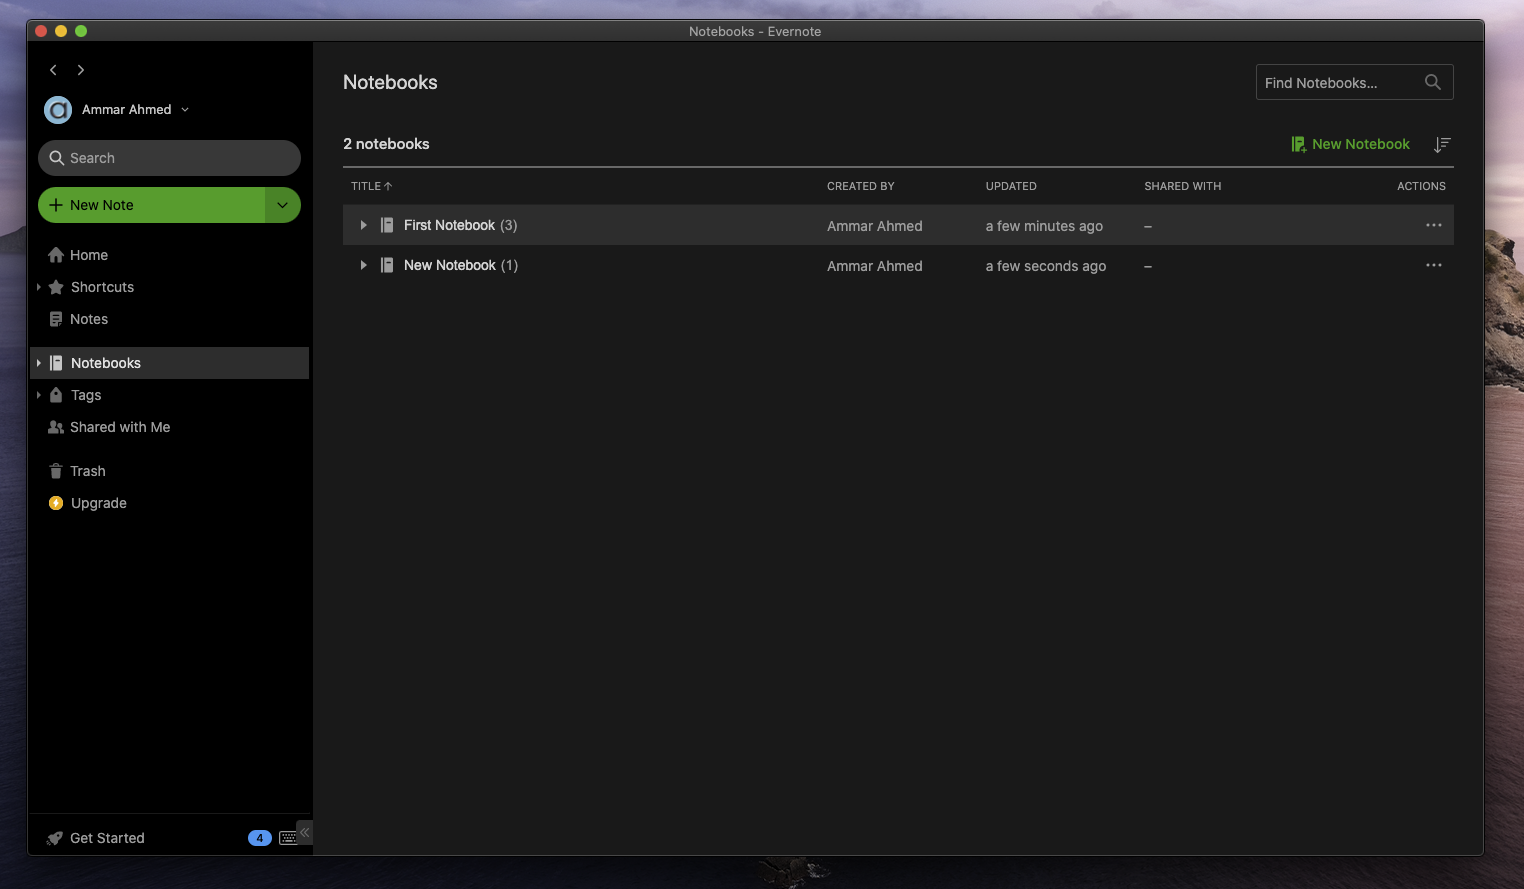 Notebooks - Evernote
Ammar Ahmed
Search
New Note
Home
Shortcuts
Notes
Notebooks
Tags
Shared with Me
Trash
Upgrade
Get Started 4
Notebooks
Find Notebooks...
2 notebooks
New Notebook
TITLE CREATED BY UPDATED SHARED WITH ACTIONS
First Notebook (3) Ammar Ahmed a few minutes ago –
New Notebook (1) Ammar Ahmed a few seconds ago –